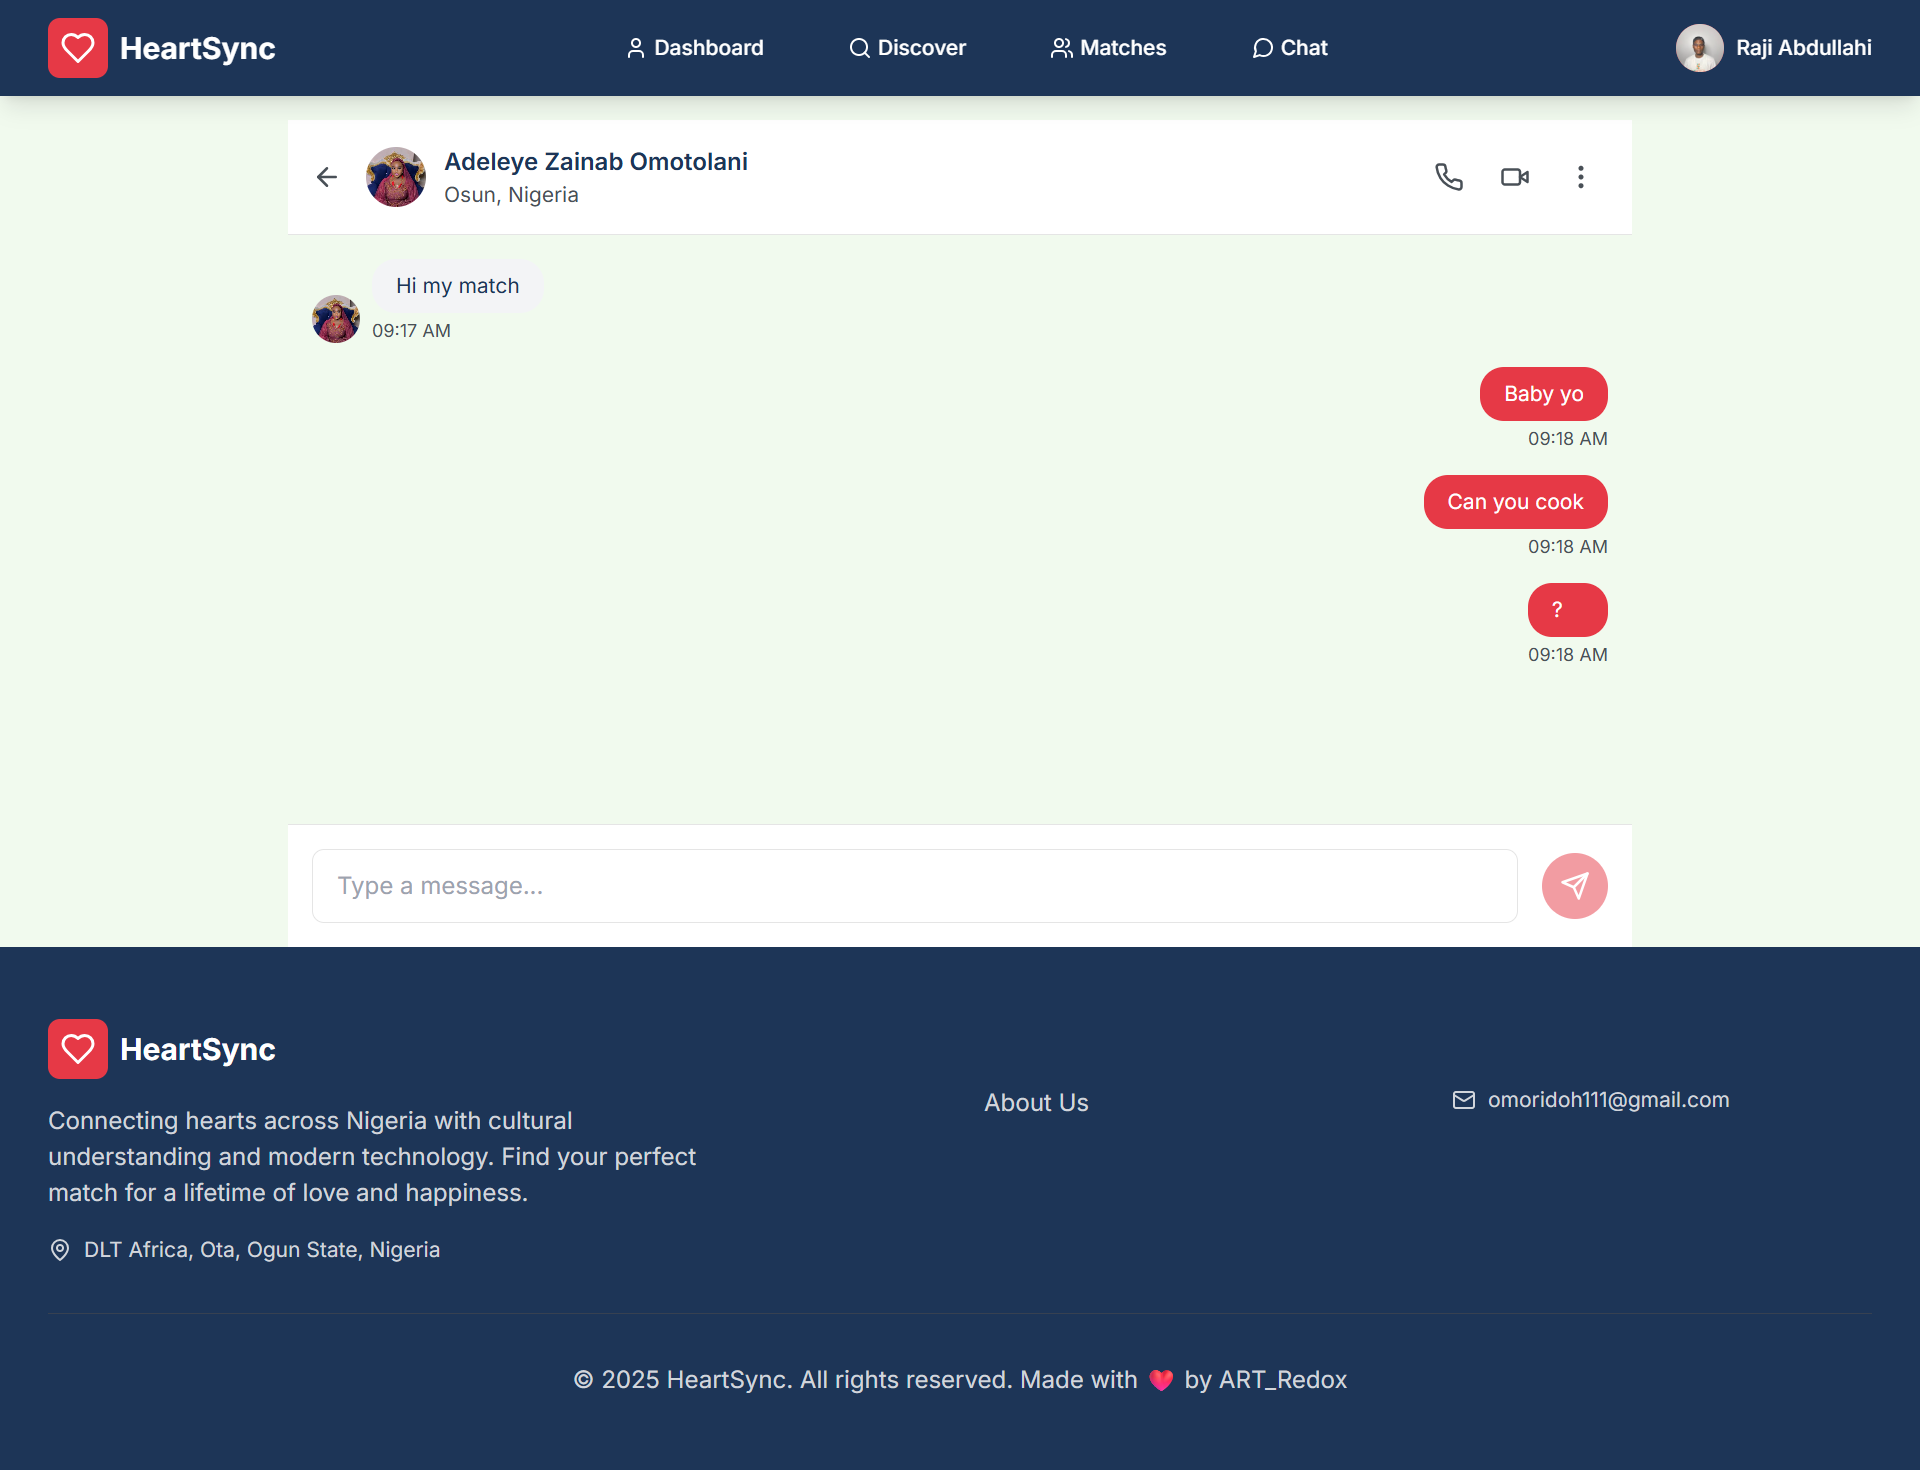 HeartSync
Dashboard
Discover
Matches
Chat
Raji Abdullahi
Adeleye Zainab Omotolani
Osun, Nigeria
Hi my match
09:17 AM
Baby yo
09:18 AM
Can you cook
09:18 AM
?
09:18 AM
Type a message...
HeartSync
Connecting hearts across Nigeria with cultural
understanding and modern technology. Find your perfect
match for a lifetime of love and happiness.
DLT Africa, Ota, Ogun State, Nigeria
About Us
omoridoh111@gmail.com
© 2025 HeartSync. All rights reserved. Made with ❤️ by ART_Redox